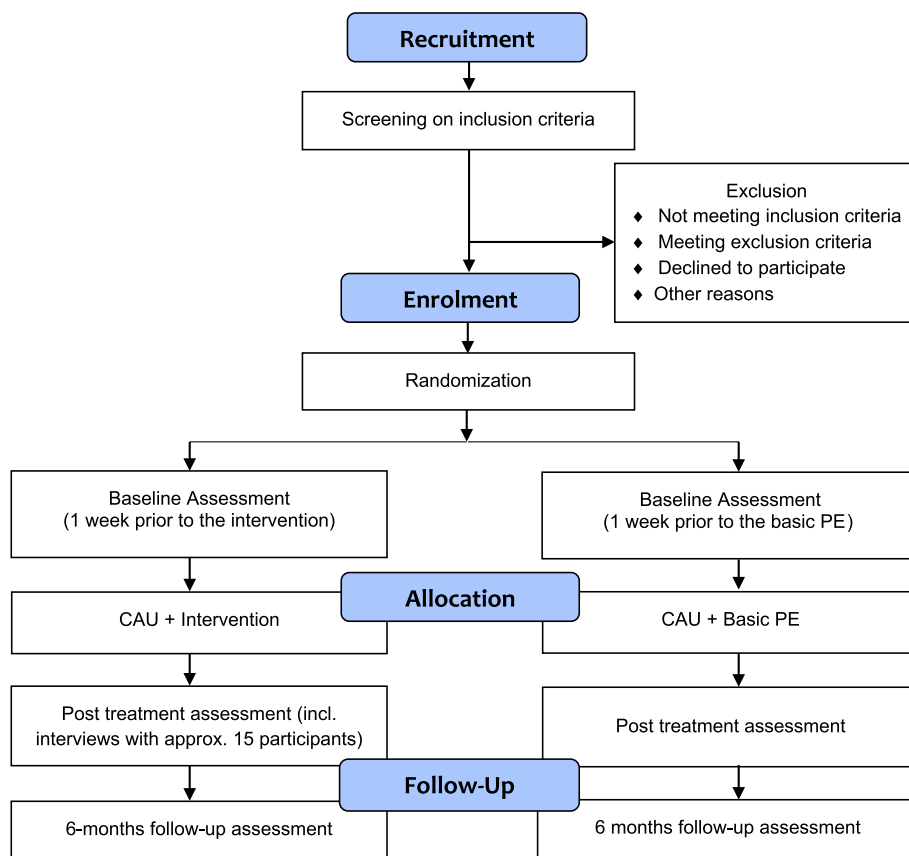 Recruitment
Screening on inclusion criteria
Exclusion
♦ Not meeting inclusion criteria
♦ Meeting exclusion criteria
♦ Declined to participate
♦ Other reasons
Enrolment
Randomization
Baseline Assessment
(1 week prior to the intervention)
Baseline Assessment
(1 week prior to the basic PE)
Allocation
CAU + Intervention
CAU + Basic PE
Post treatment assessment (incl.
interviews with approx. 15 participants)
Post treatment assessment
Follow-Up
6-months follow-up assessment
6 months follow-up assessment